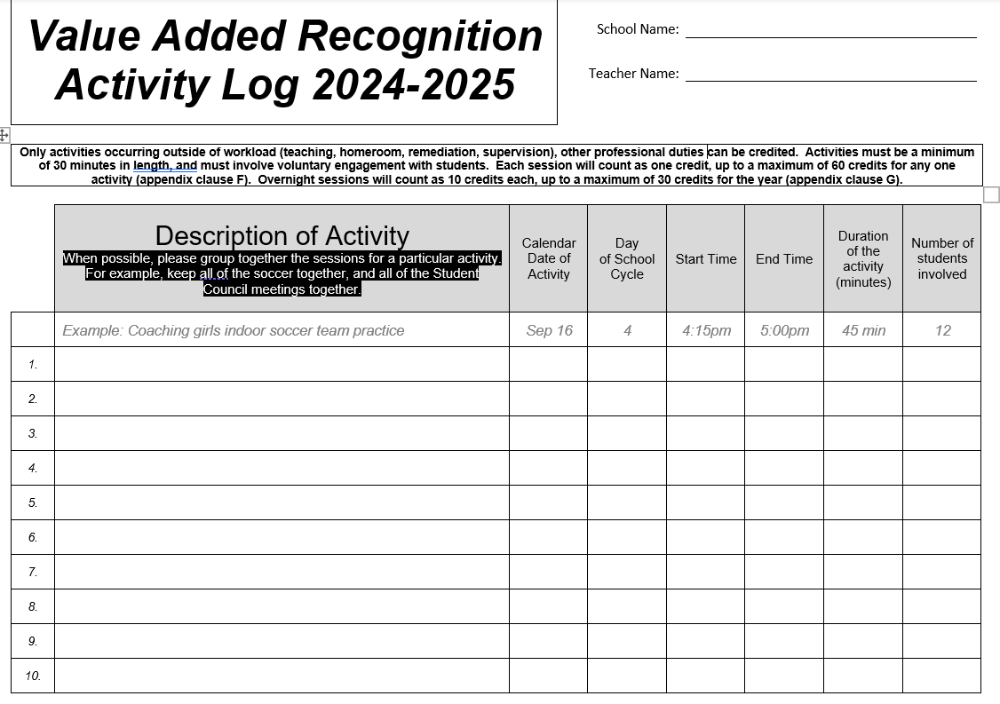 Value Added Recognition
Activity Log 2024-2025
School Name:
Teacher Name:
Only activities occurring outside of workload (teaching, homeroom, remediation, supervision), other professional duties can be credited.  Activities must be a minimum
of 30 minutes in length, and must involve voluntary engagement with students.  Each session will count as one credit, up to a maximum of 60 credits for any one
activity (appendix clause F).  Overnight sessions will count as 10 credits each, up to a maximum of 30 credits for the year (appendix clause G).
Description of Activity
When possible, please group together the sessions for a particular activity.
For example, keep all of the soccer together, and all of the Student
Council meetings together.
Calendar
Date of
Activity
Day
of School
Cycle
Start Time
End Time
Duration
of the
activity
(minutes)
Number of
students
involved
Example: Coaching girls indoor soccer team practice Sep 16 4 4:15pm 5:00pm 45 min 12
1.
2.
3.
4.
5.
6.
7.
8.
9.
10.